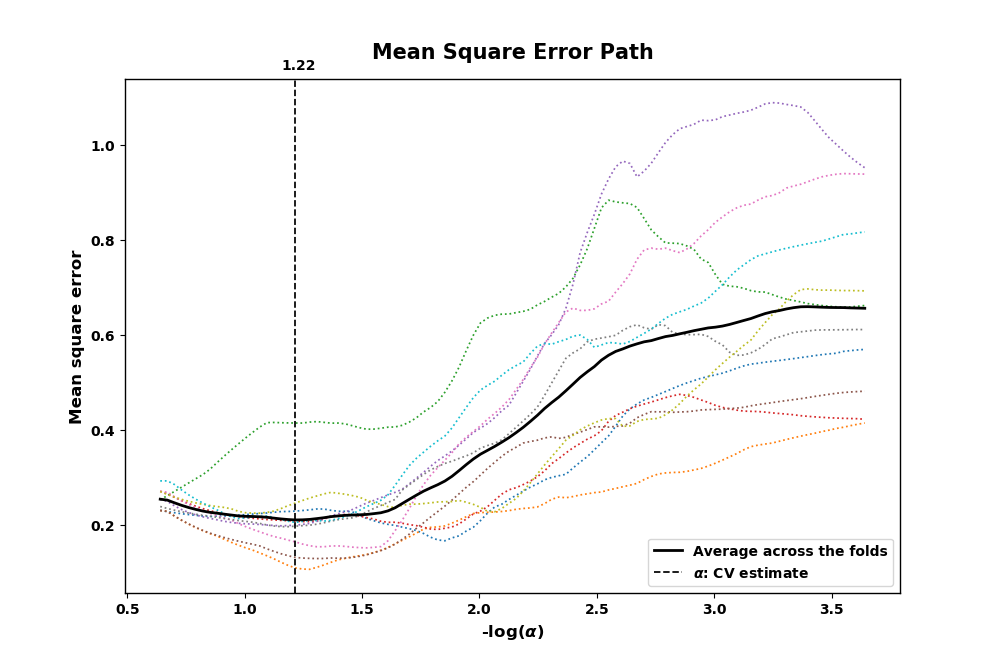 Mean Square Error Path
1.22
Mean square error
1.0
0.8
0.6
0.4
0.2
0.5
1.0
1.5
2.0
2.5
3.0
3.5
-log(α)
Average across the folds
α: CV estimate